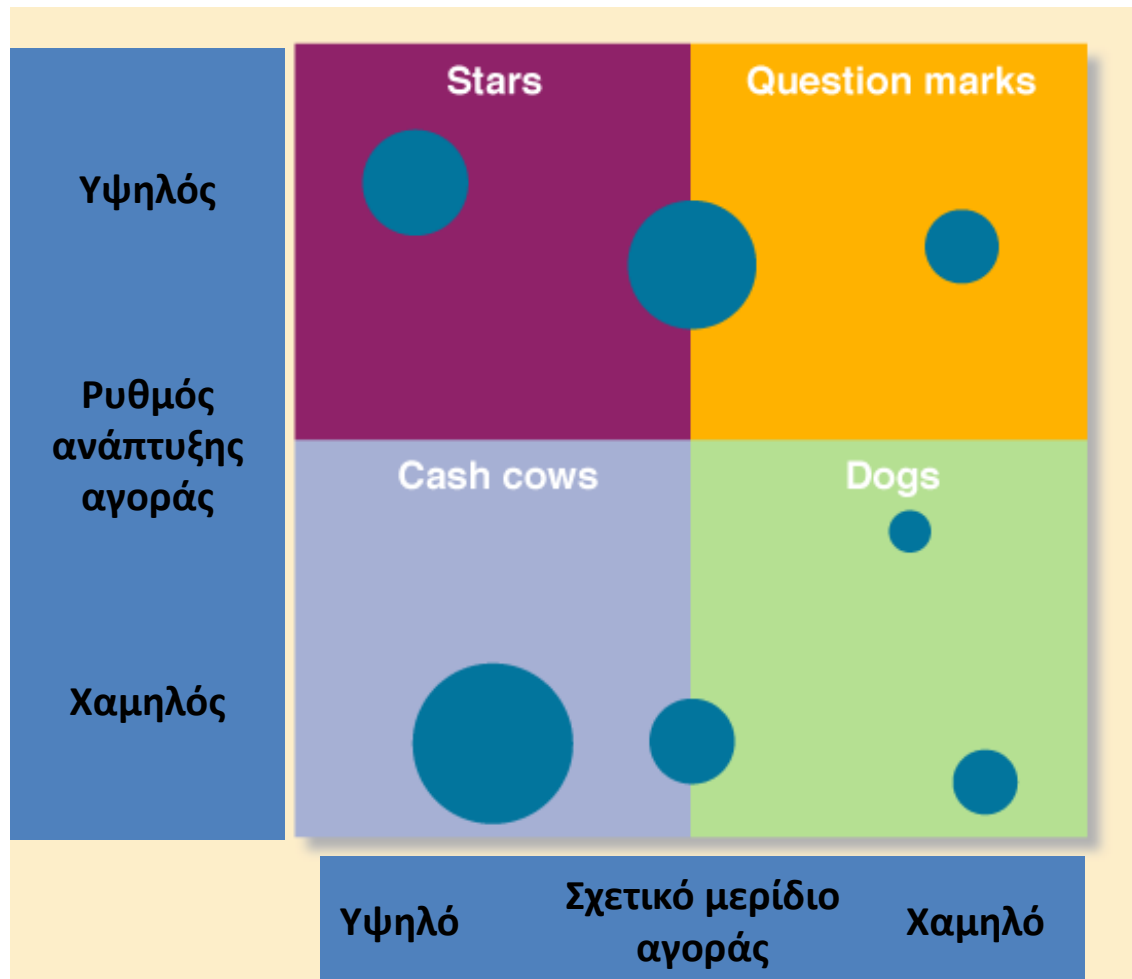 Stars
Question marks
Υψηλός
Ρυθμός
ανάπτυξης
αγοράς
Cash cows
Dogs
Χαμηλός
Υψηλό
Σχετικό μερίδιο
αγοράς
Χαμηλό